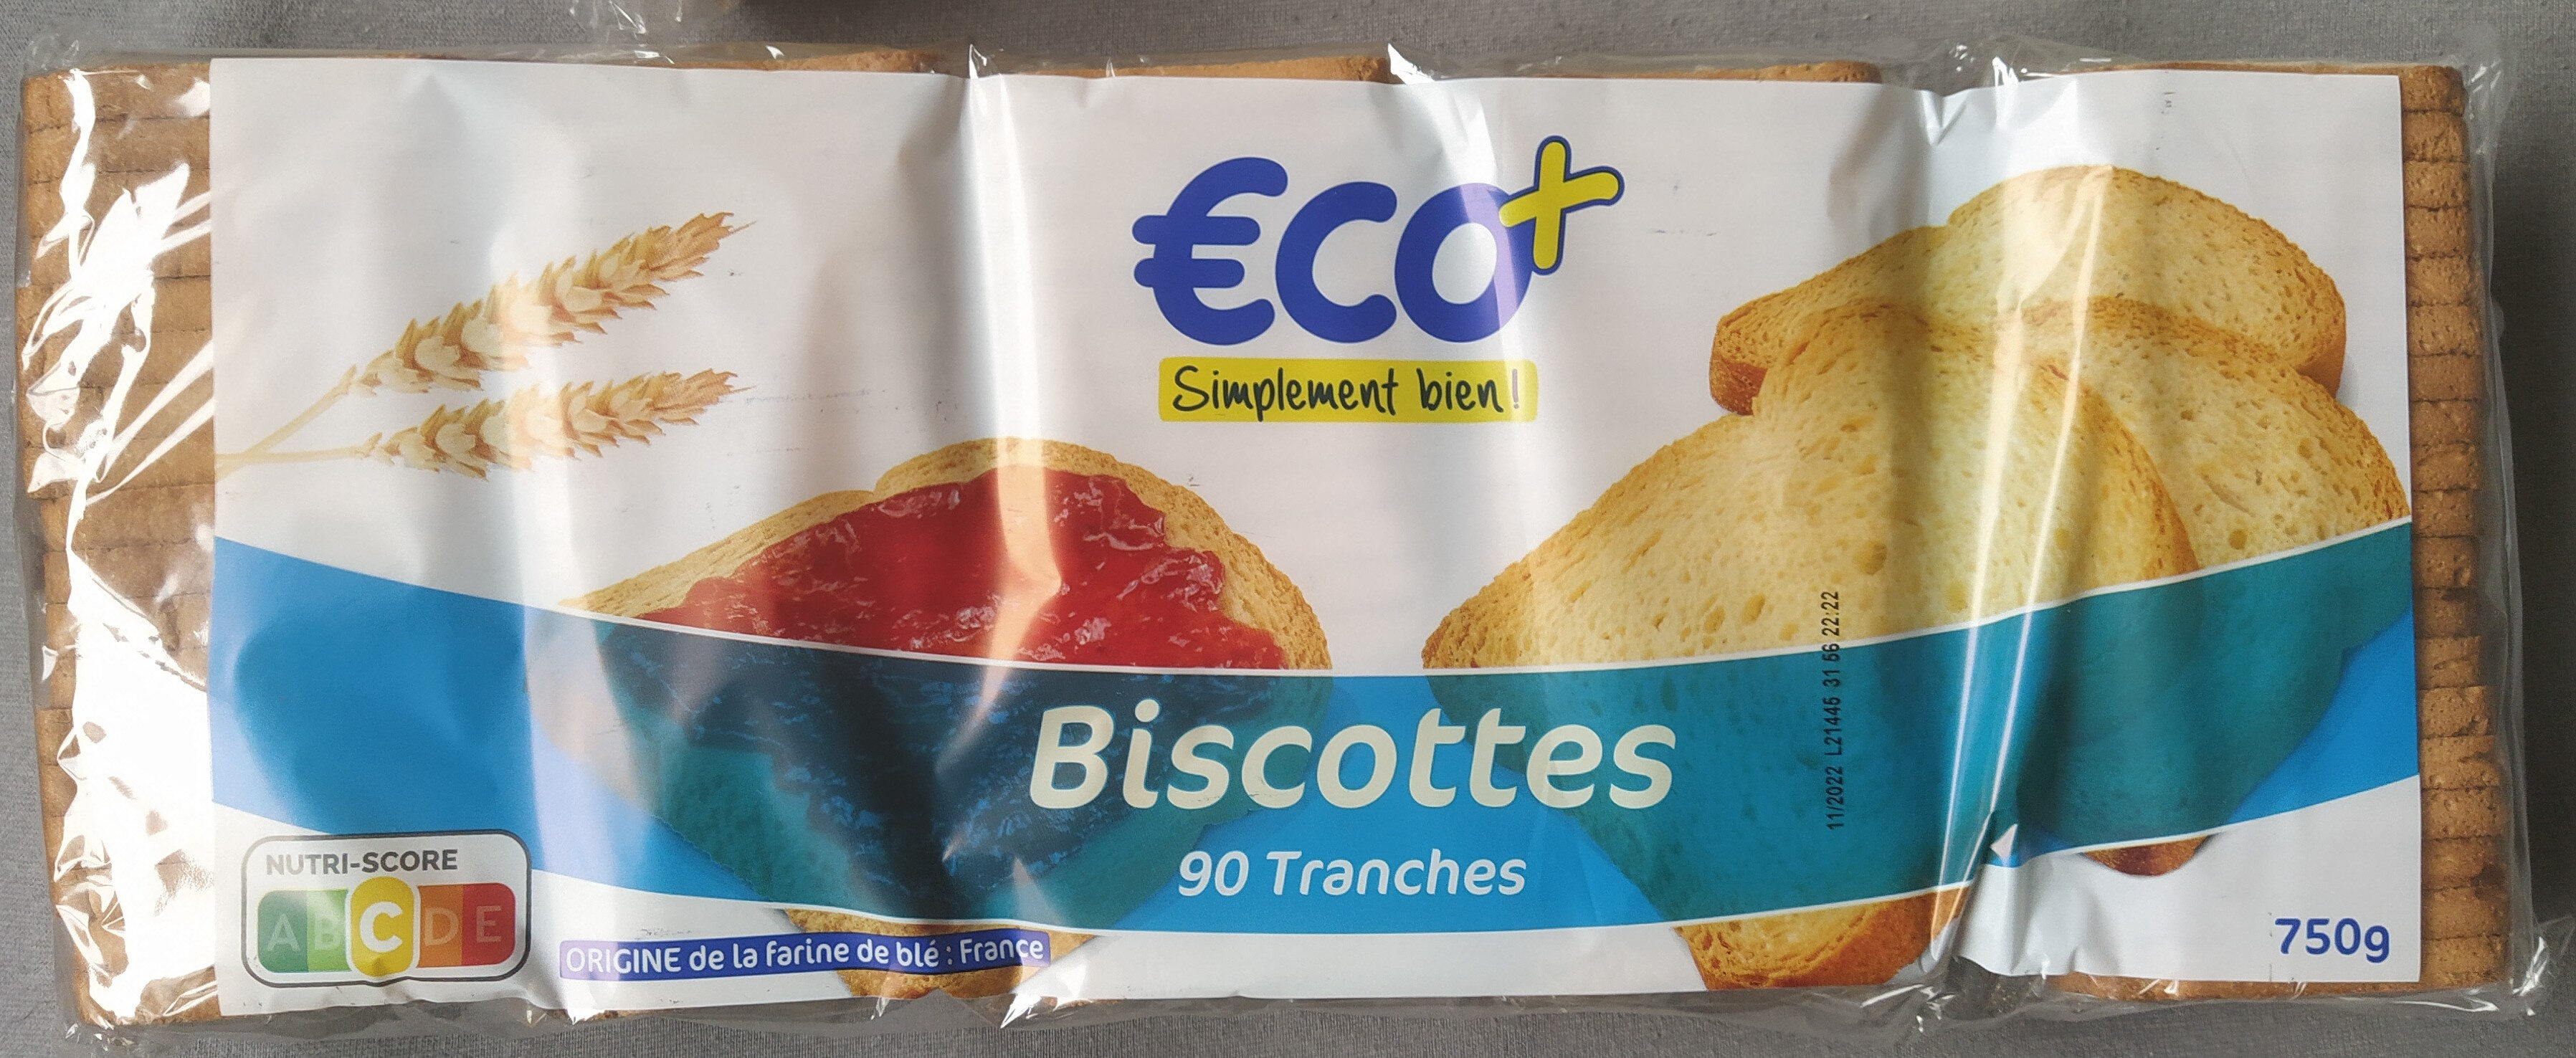 €co+
Simplement bien!
Biscottes
90 Tranches
11/2022 L21445 31 66 22:22
NUTRI-SCORE
A B C D E
ORIGINE de la farine de blé : France
750g